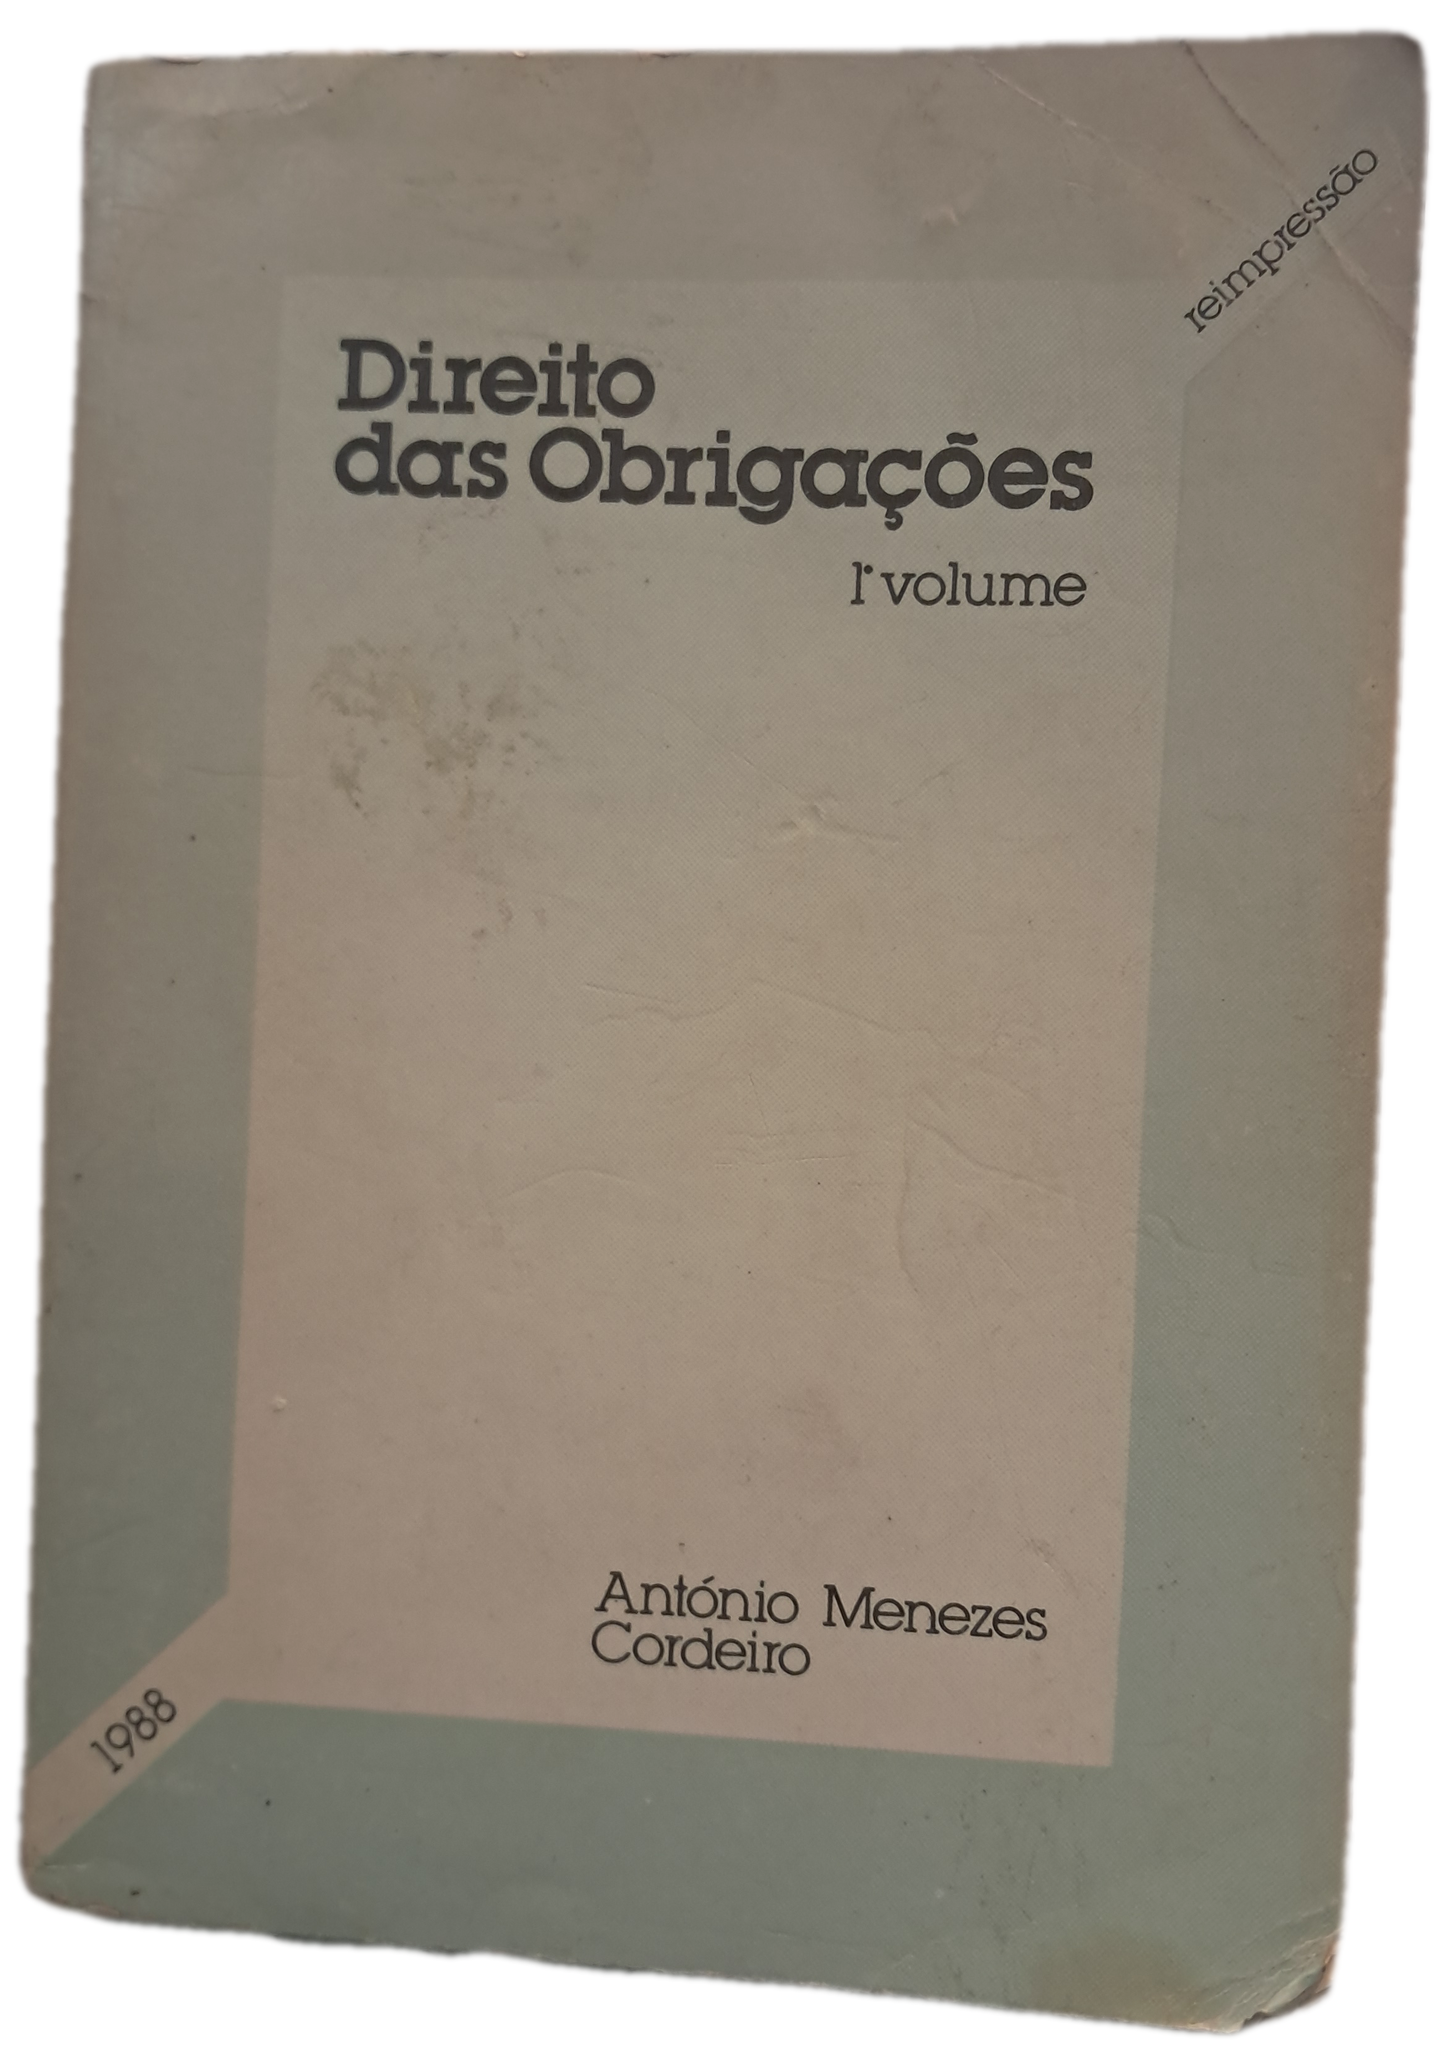 reimpressão
Direito
das Obrigações
1º volume
António Menezes
Cordeiro
1988